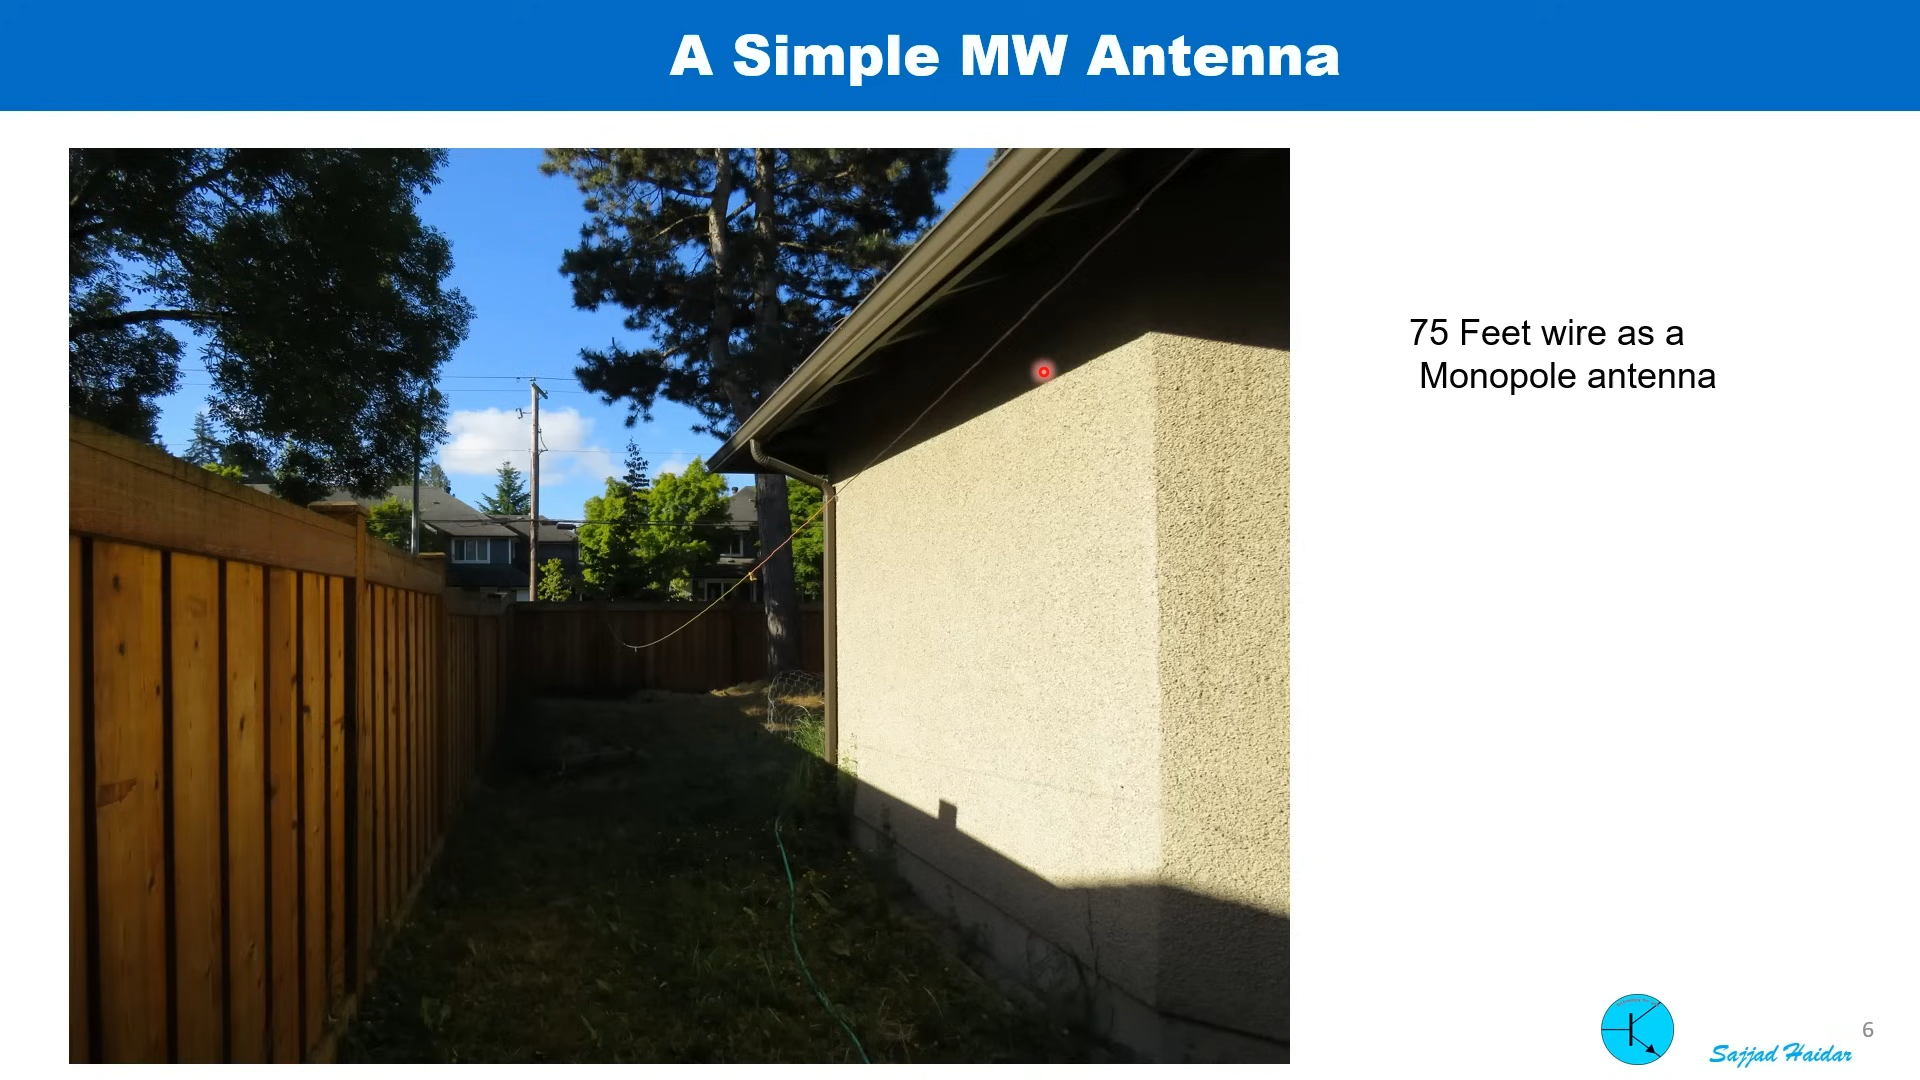 A Simple MW Antenna
75 Feet wire as a
Monopole antenna
Sajjad Haidar
6